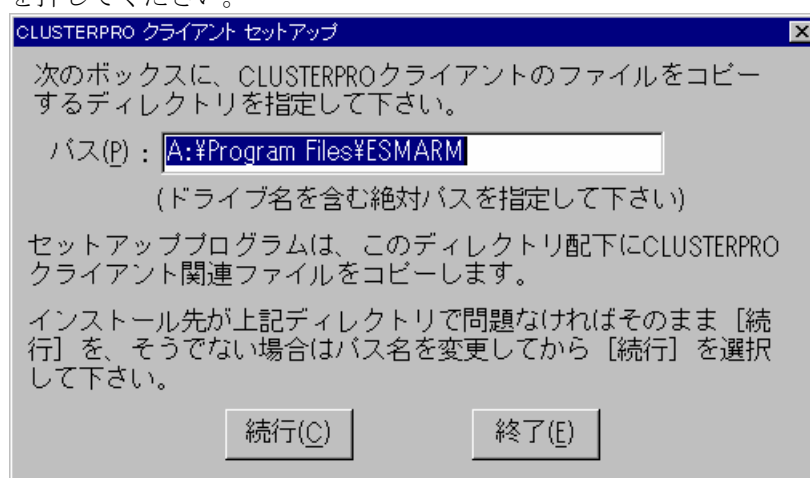 を押してください。
CLUSTERPRO クライアント セットアップ
次のボックスに、CLUSTERPROクライアントのファイルをコピー
するディレクトリを指定して下さい。
パス(P) : A:¥Program Files¥ESMARM
(ドライブ名を含む絶対パスを指定して下さい)
セットアッププログラムは、このディレクトリ配下にCLUSTERPRO
クライアント関連ファイルをコピーします。
インストール先が上記ディレクトリで問題なければそのまま［続
行］を、そうでない場合はパス名を変更してから［続行］を選択
して下さい。
続行(C) 終了(E)